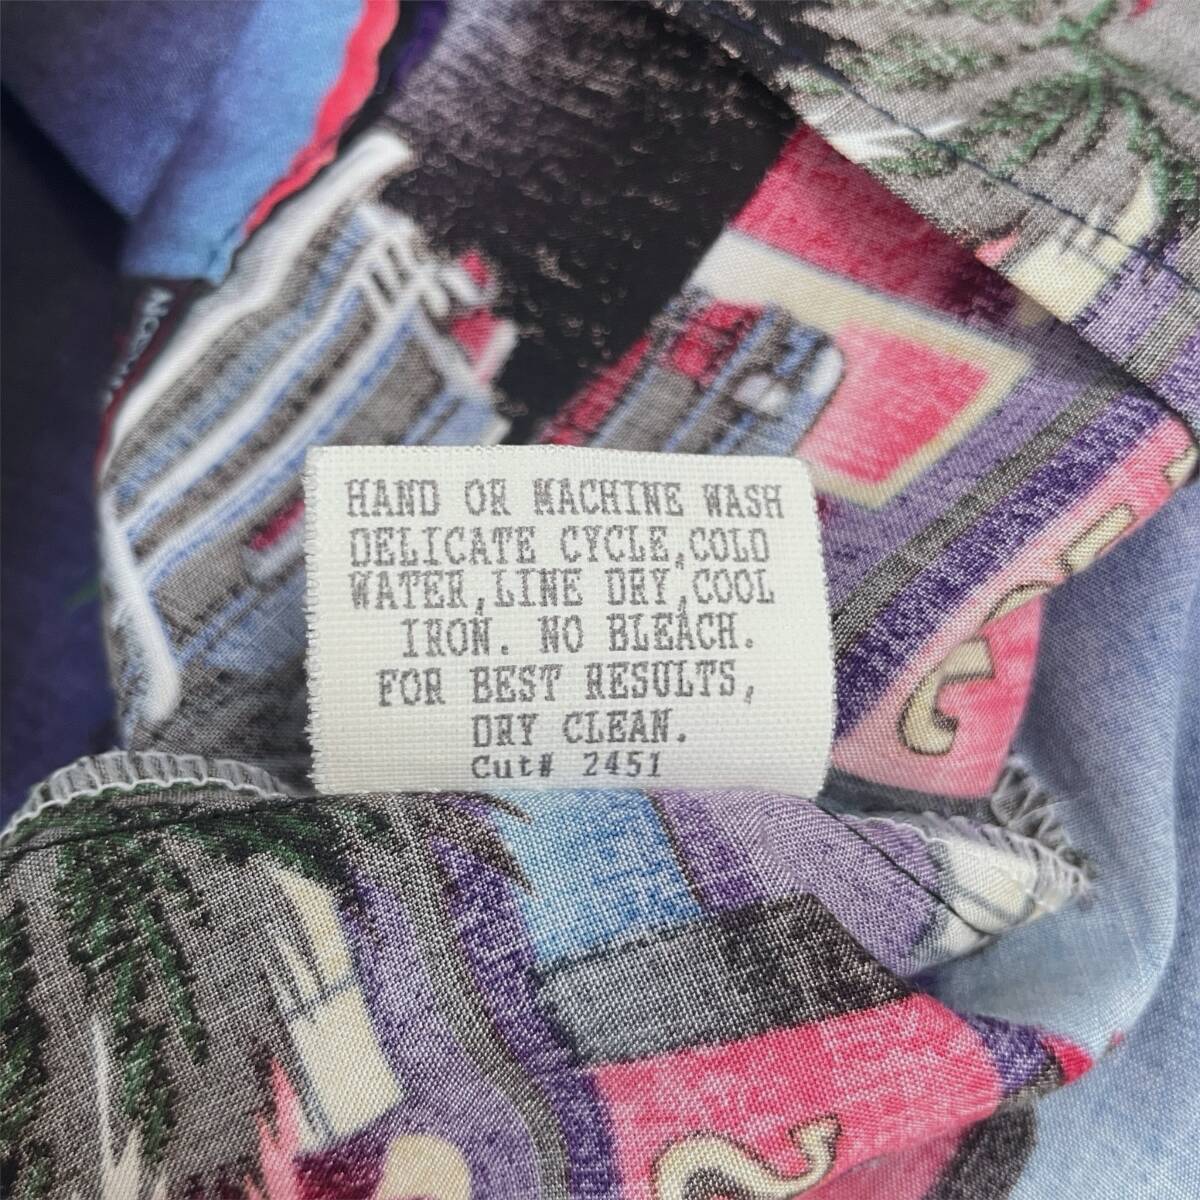 HAND OR MACHINE WASH
DELICATE CYCLE,COLD
WATER,LINE DRY,COOL
IRON. NO BLEACH.
FOR BEST RESULTS,
DRY CLEAN.
Cut# 2451